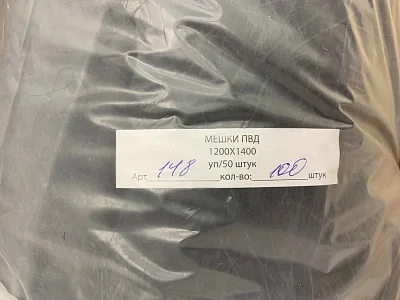 МЕШКИ ПВД
1200Х1400
уп/50 штук
Арт. 148 кол-во: 100 штук